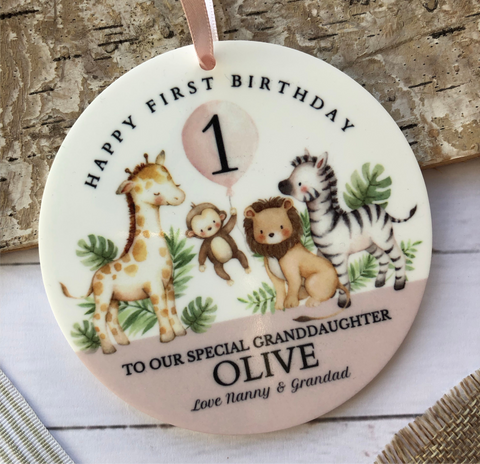 HAPPY FIRST BIRTHDAY
1
TO OUR SPECIAL GRANDDAUGHTER
OLIVE
Love Nanny & Grandad